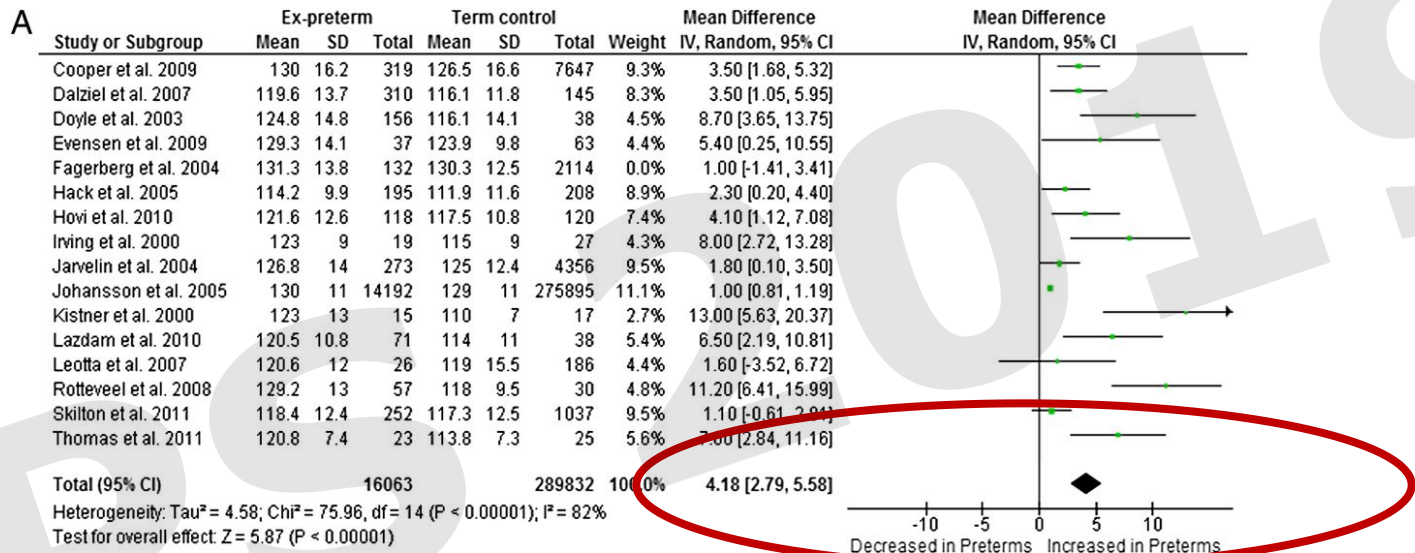 A
Ex-preterm Term control Mean Difference Mean Difference
Study or Subgroup Mean SD Total Mean SD Total Weight IV, Random, 95% CI IV, Random, 95% CI
Cooper et al. 2009 130 16.2 319 126.5 16.6 7647 9.3% 3.50 [1.68, 5.32]
Dalziel et al. 2007 119.6 13.7 310 116.1 11.8 145 8.3% 3.50 [1.05, 5.95]
Doyle et al. 2003 124.8 14.8 156 116.1 14.1 38 4.5% 8.70 [3.65, 13.75]
Evensen et al. 2009 129.3 14.1 37 123.9 9.8 63 4.4% 5.40 [0.25, 10.55]
Fagerberg et al. 2004 131.3 13.8 132 130.3 12.5 2114 0.0% 1.00 [-1.41, 3.41]
Hack et al. 2005 114.2 9.9 195 111.9 11.6 208 8.9% 2.30 [0.20, 4.40]
Hovi et al. 2010 121.6 12.6 118 117.5 10.8 120 7.4% 4.10 [1.12, 7.08]
Irving et al. 2000 123 9 19 115 9 27 4.3% 8.00 [2.72, 13.28]
Jarvelin et al. 2004 126.8 14 273 125 12.4 4356 9.5% 1.80 [0.10, 3.50]
Johansson et al. 2005 130 11 14192 129 11 275895 11.1% 1.00 [0.81, 1.19]
Kistner et al. 2000 123 13 15 110 7 17 2.7% 13.00 [5.63, 20.37]
Lazdam et al. 2010 120.5 10.8 71 114 11 38 5.4% 6.50 [2.19, 10.81]
Leotta et al. 2007 120.6 12 26 119 15.5 186 4.4% 1.60 [-3.52, 6.72]
Rotteveel et al. 2008 129.2 13 57 118 9.5 30 4.8% 11.20 [6.41, 15.99]
Skilton et al. 2011 118.4 12.4 252 117.3 12.5 1037 9.5% 1.10 [-0.61, 2.81]
Thomas et al. 2011 120.8 7.4 23 113.8 7.3 25 5.6% 7.00 [2.84, 11.16]
Total (95% CI) 16063 289832 100.0% 4.18 [2.79, 5.58]
Heterogeneity: Tau² = 4.58; Chi² = 75.96, df = 14 (P < 0.00001); I² = 82%
Test for overall effect: Z = 5.87 (P < 0.00001)
-10 -5 0 5 10
Decreased in Preterms Increased in Preterms
PS 2019